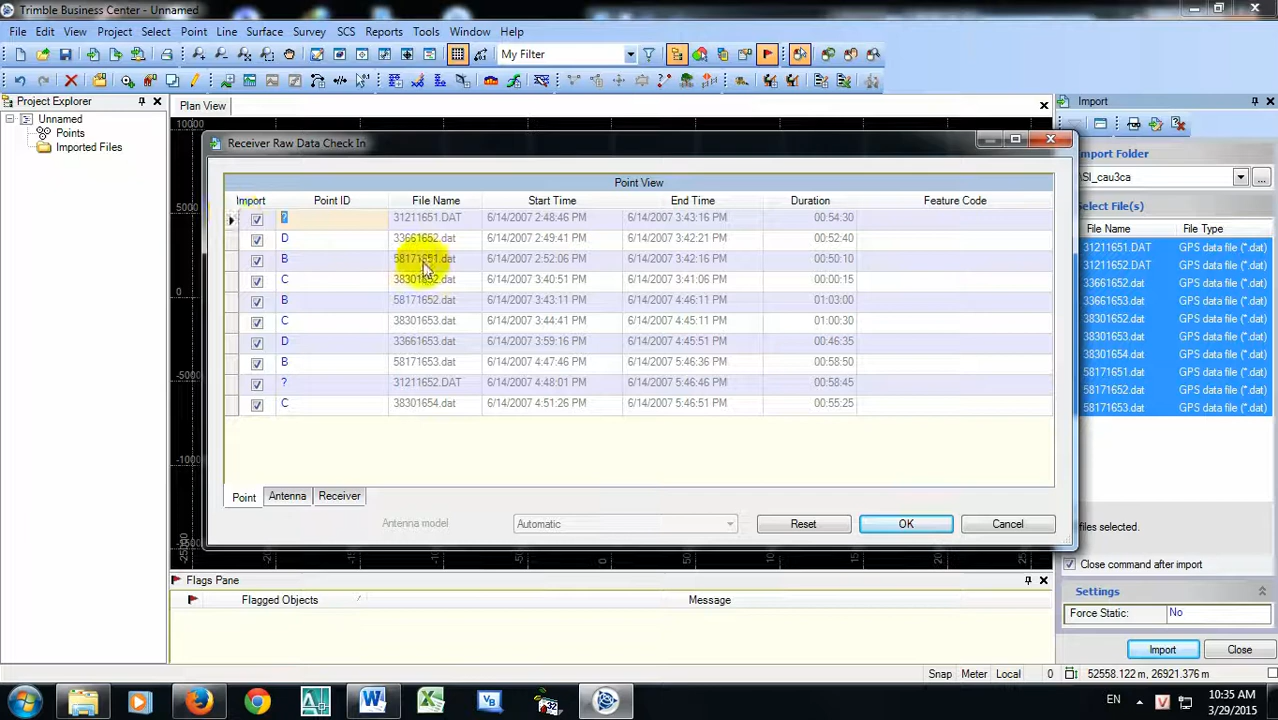 Trimble Business Center - Unnamed
File Edit View Project Select Point Line Surface Survey SCS Reports Tools Window Help
My Filter
Project Explorer
Unnamed
Points
Imported Files
Plan View
10000
5000
0
-5000
-10000
Receiver Raw Data Check In
Point View
Import Point ID File Name Start Time End Time Duration Feature Code
? 31211651.DAT 6/14/2007 2:48:46 PM 6/14/2007 3:43:16 PM 00:54:30
D 33661652.dat 6/14/2007 2:49:41 PM 6/14/2007 3:42:21 PM 00:52:40
B 58171651.dat 6/14/2007 2:52:06 PM 6/14/2007 3:42:16 PM 00:50:10
C 38301652.dat 6/14/2007 3:40:51 PM 6/14/2007 3:41:06 PM 00:00:15
B 58171652.dat 6/14/2007 3:43:11 PM 6/14/2007 4:46:11 PM 01:03:00
C 38301653.dat 6/14/2007 3:44:41 PM 6/14/2007 4:45:11 PM 01:00:30
D 33661653.dat 6/14/2007 3:59:16 PM 6/14/2007 4:45:51 PM 00:46:35
B 58171653.dat 6/14/2007 4:47:46 PM 6/14/2007 5:46:36 PM 00:58:50
? 31211652.DAT 6/14/2007 4:48:01 PM 6/14/2007 5:46:46 PM 00:58:45
C 38301654.dat 6/14/2007 4:51:26 PM 6/14/2007 5:46:51 PM 00:55:25
Point Antenna Receiver
Antenna model Automatic Reset OK Cancel
Import
Import Folder
\SI_cau3ca ...
Select File(s)
File Name File Type
31211651.DAT GPS data file (*.dat)
31211652.DAT GPS data file (*.dat)
33661652.dat GPS data file (*.dat)
33661653.dat GPS data file (*.dat)
38301652.dat GPS data file (*.dat)
38301653.dat GPS data file (*.dat)
38301654.dat GPS data file (*.dat)
58171651.dat GPS data file (*.dat)
58171652.dat GPS data file (*.dat)
58171653.dat GPS data file (*.dat)
files selected.
Close command after import
Settings
Force Static: No
Import Close
Flags Pane
Flagged Objects Message
Snap Meter Local 0 52558.112 m, 26921.376 m
EN
10:35 AM
3/29/2015